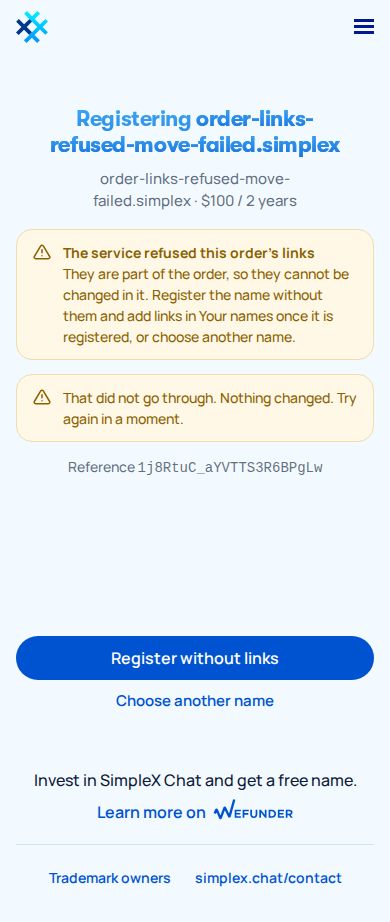 Registering order-links-
refused-move-failed.simplex
order-links-refused-move-
failed.simplex · $100 / 2 years
The service refused this order's links
They are part of the order, so they cannot be
changed in it. Register the name without
them and add links in Your names once it is
registered, or choose another name.
That did not go through. Nothing changed. Try
again in a moment.
Reference 1j8RtuC_aYVTTS3R6BPgLw
Register without links
Choose another name
Invest in SimpleX Chat and get a free name.
Learn more on WEFUNDER
Trademark owners simplex.chat/contact